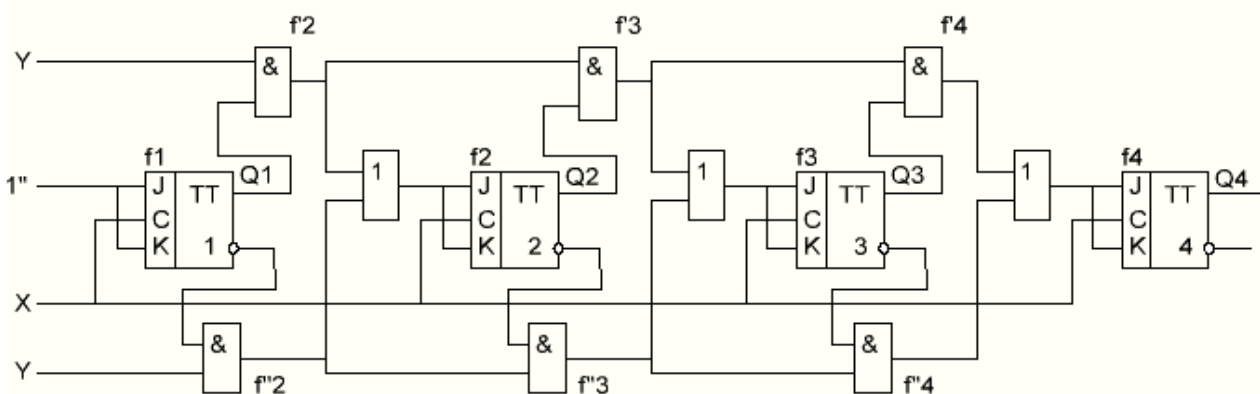 f'2 f'3 f'4
Y & & &
f1 Q1 1 f2 Q2 1 f3 Q3 1 f4 Q4
1" J TT J TT J TT J TT
C C C C
K 1 K 2 K 3 K 4
X
& & &
Y f"2 f"3 f"4